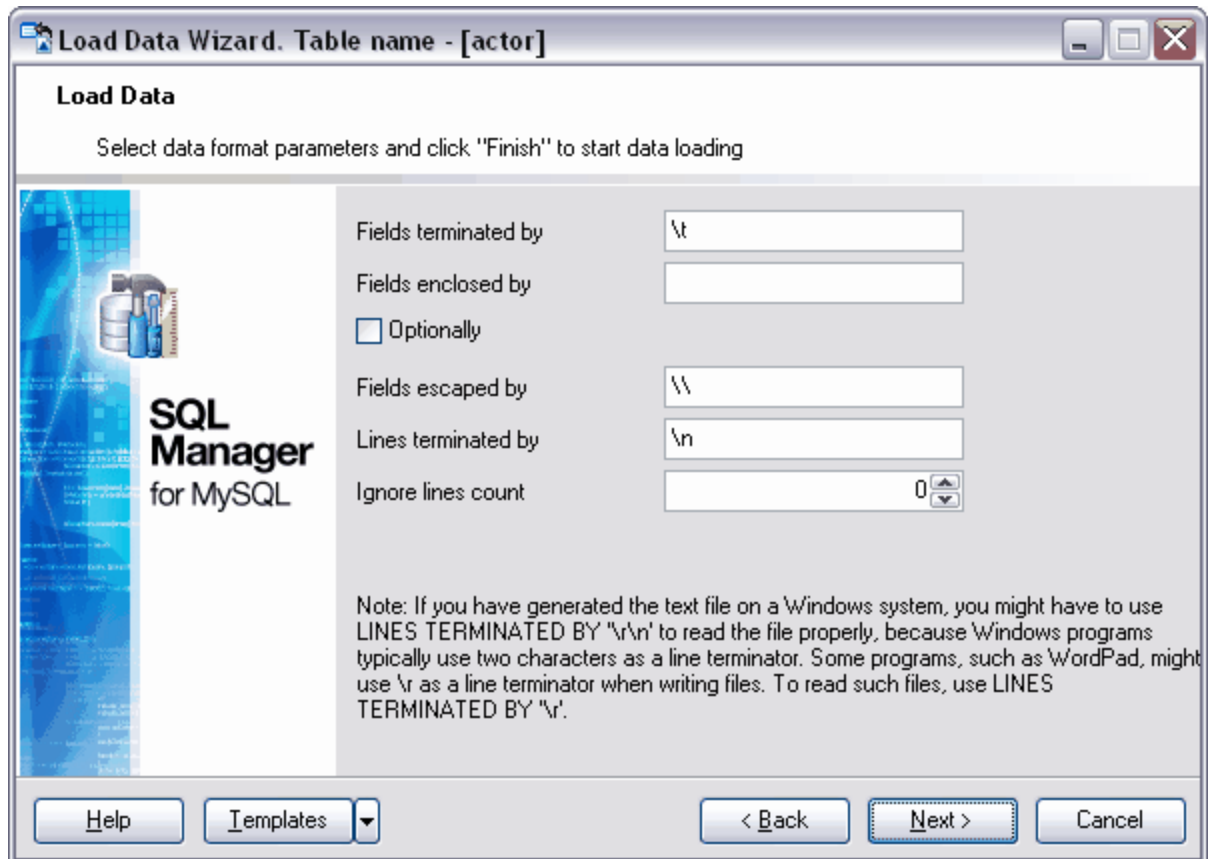 Load Data Wizard. Table name - [actor]
Load Data
Select data format parameters and click "Finish" to start data loading
Fields terminated by
\t
Fields enclosed by
Optionally
Fields escaped by
\\
Lines terminated by
\n
Ignore lines count
0
SQL
Manager
for MySQL
Note: If you have generated the text file on a Windows system, you might have to use
LINES TERMINATED BY '\r\n' to read the file properly, because Windows programs
typically use two characters as a line terminator. Some programs, such as WordPad, might
use \r as a line terminator when writing files. To read such files, use LINES
TERMINATED BY '\r'.
Help
Templates
< Back
Next >
Cancel